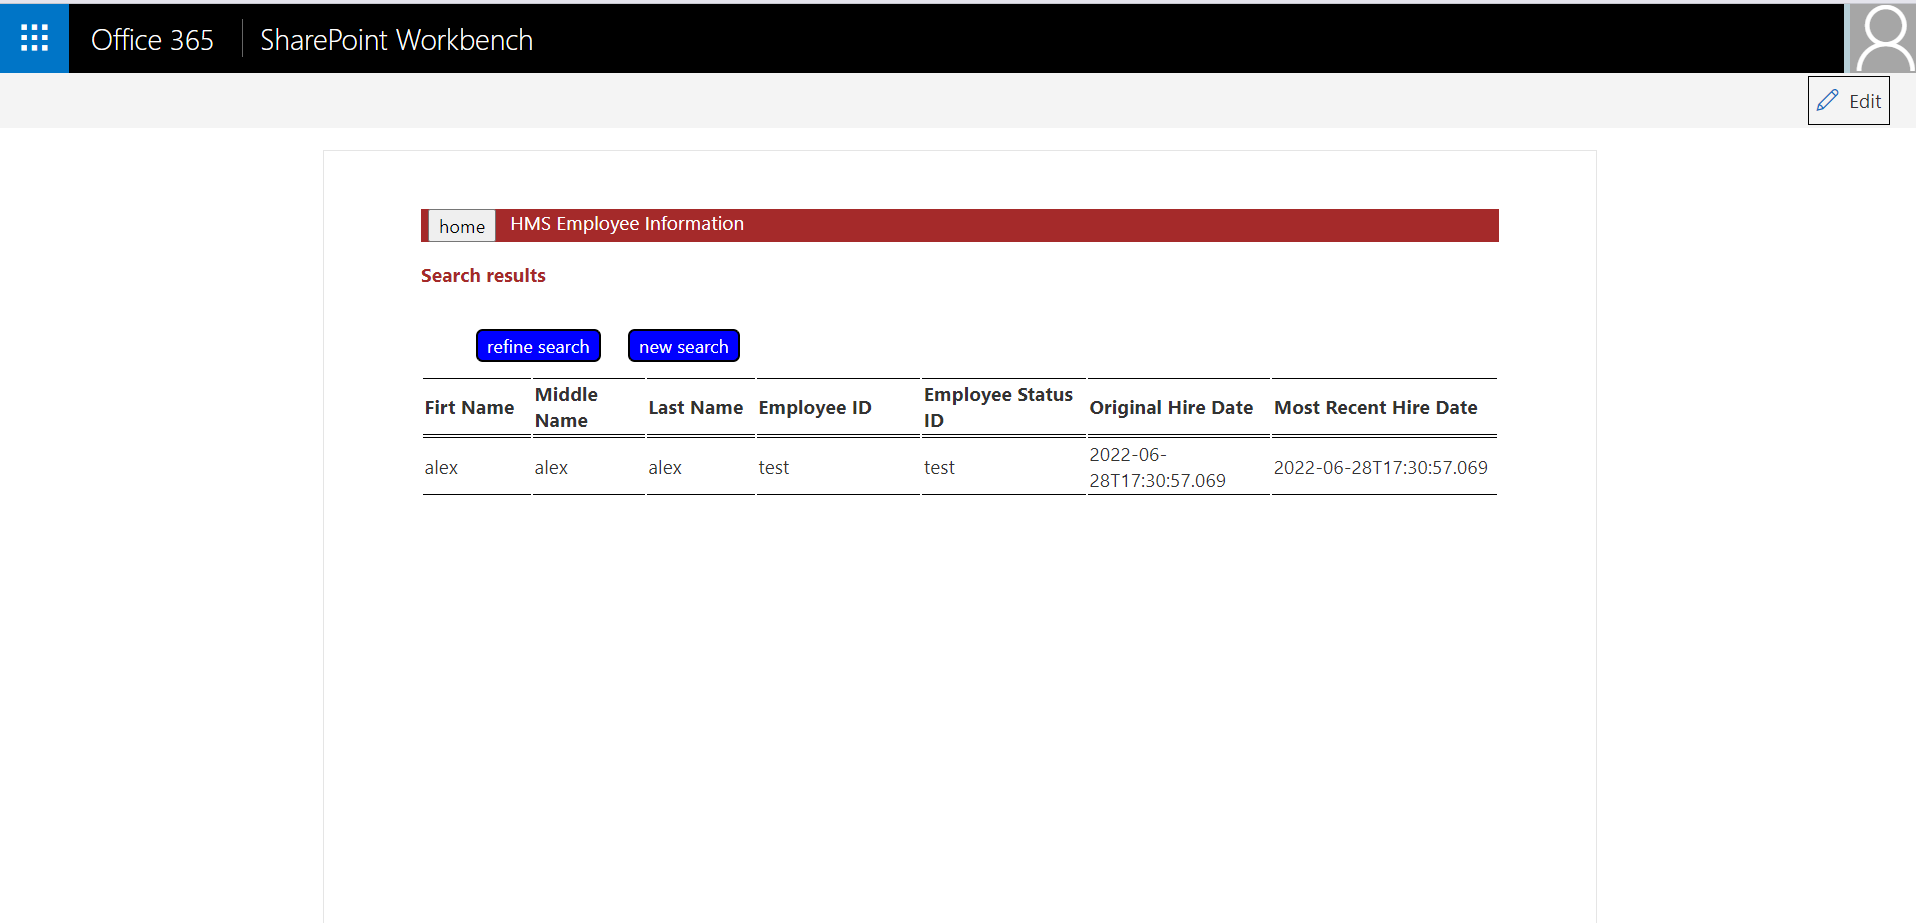 Office 365 SharePoint Workbench
Edit
home HMS Employee Information
Search results
refine search new search
Firt Name Middle Name Last Name Employee ID Employee Status ID Original Hire Date Most Recent Hire Date
alex alex alex test test 2022-06-28T17:30:57.069 2022-06-28T17:30:57.069